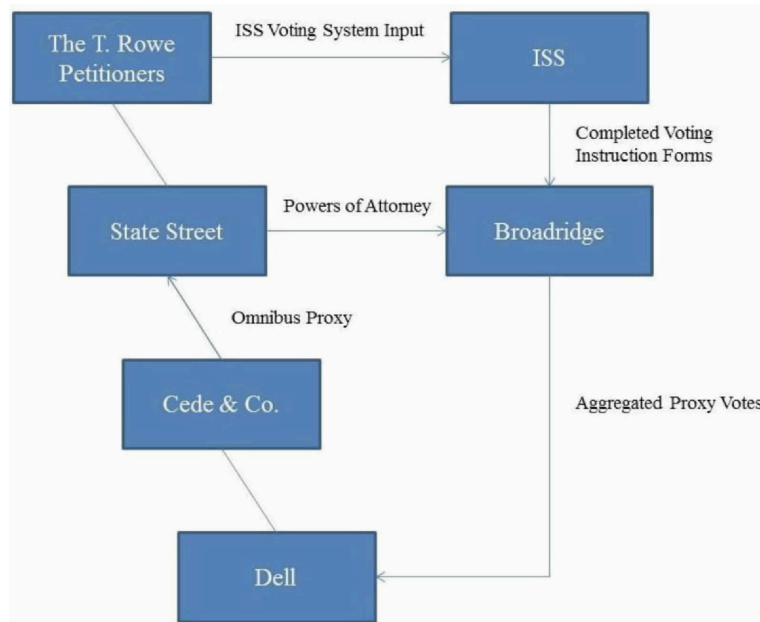 The T. Rowe
Petitioners
ISS Voting System Input
ISS
Completed Voting
Instruction Forms
State Street
Powers of Attorney
Broadridge
Omnibus Proxy
Cede & Co.
Aggregated Proxy Votes
Dell